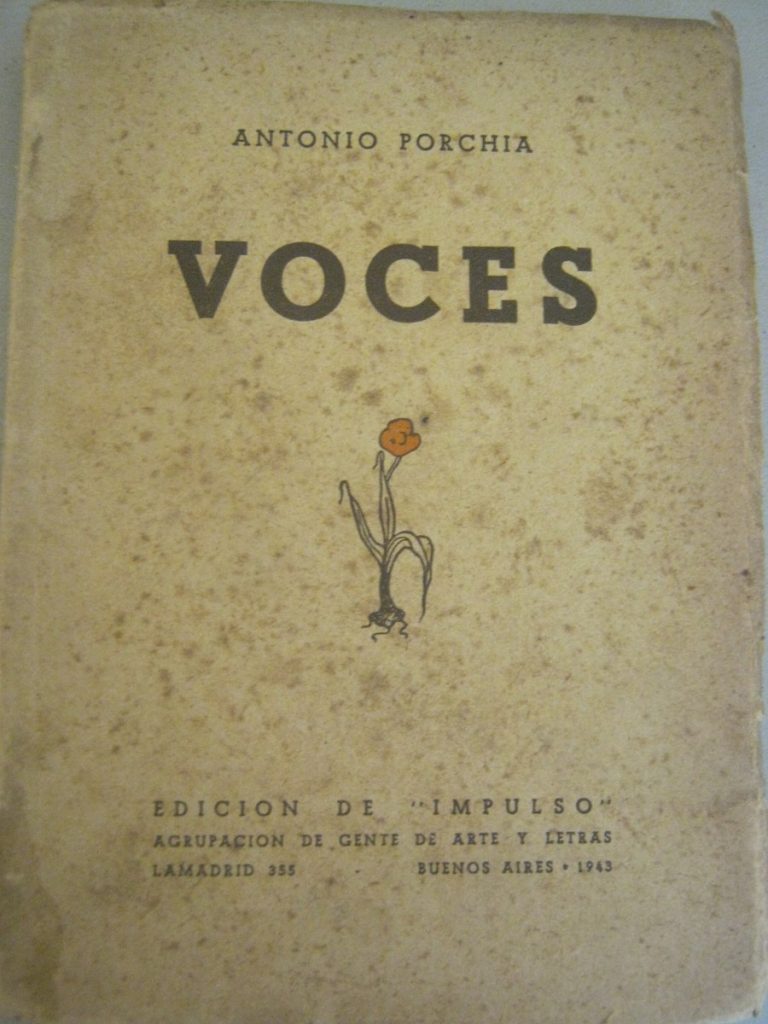 ANTONIO PORCHIA
VOCES
EDICION DE "IMPULSO"
AGRUPACION DE GENTE DE ARTE Y LETRAS
LAMADRID 355 - BUENOS AIRES • 1943